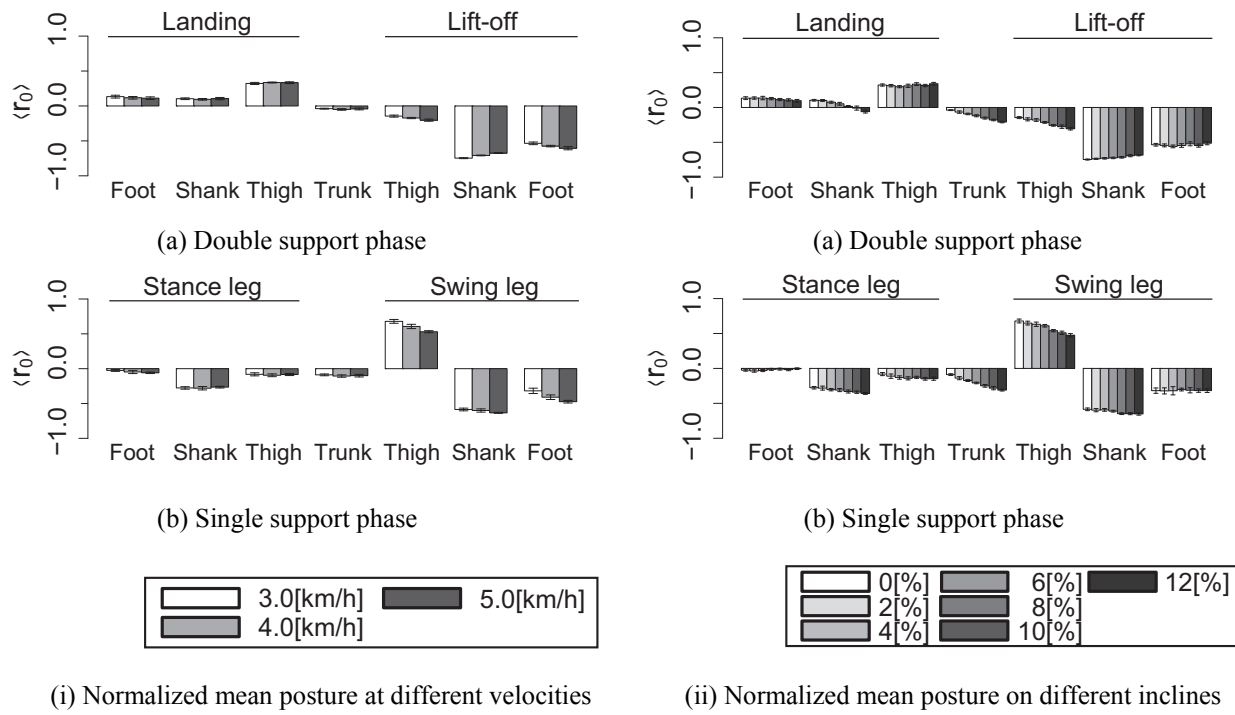 Landing Lift-off
1.0
0.0
−1.0
⟨r₀⟩
Foot Shank Thigh Trunk Thigh Shank Foot
(a) Double support phase
Stance leg Swing leg
1.0
0.0
−1.0
⟨r₀⟩
Foot Shank Thigh Trunk Thigh Shank Foot
(b) Single support phase
3.0[km/h] 5.0[km/h]
4.0[km/h]
(i) Normalized mean posture at different velocities
Landing Lift-off
1.0
0.0
−1.0
⟨r₀⟩
Foot Shank Thigh Trunk Thigh Shank Foot
(a) Double support phase
Stance leg Swing leg
1.0
0.0
−1.0
⟨r₀⟩
Foot Shank Thigh Trunk Thigh Shank Foot
(b) Single support phase
0[%] 6[%] 12[%]
2[%] 8[%]
4[%] 10[%]
(ii) Normalized mean posture on different inclines